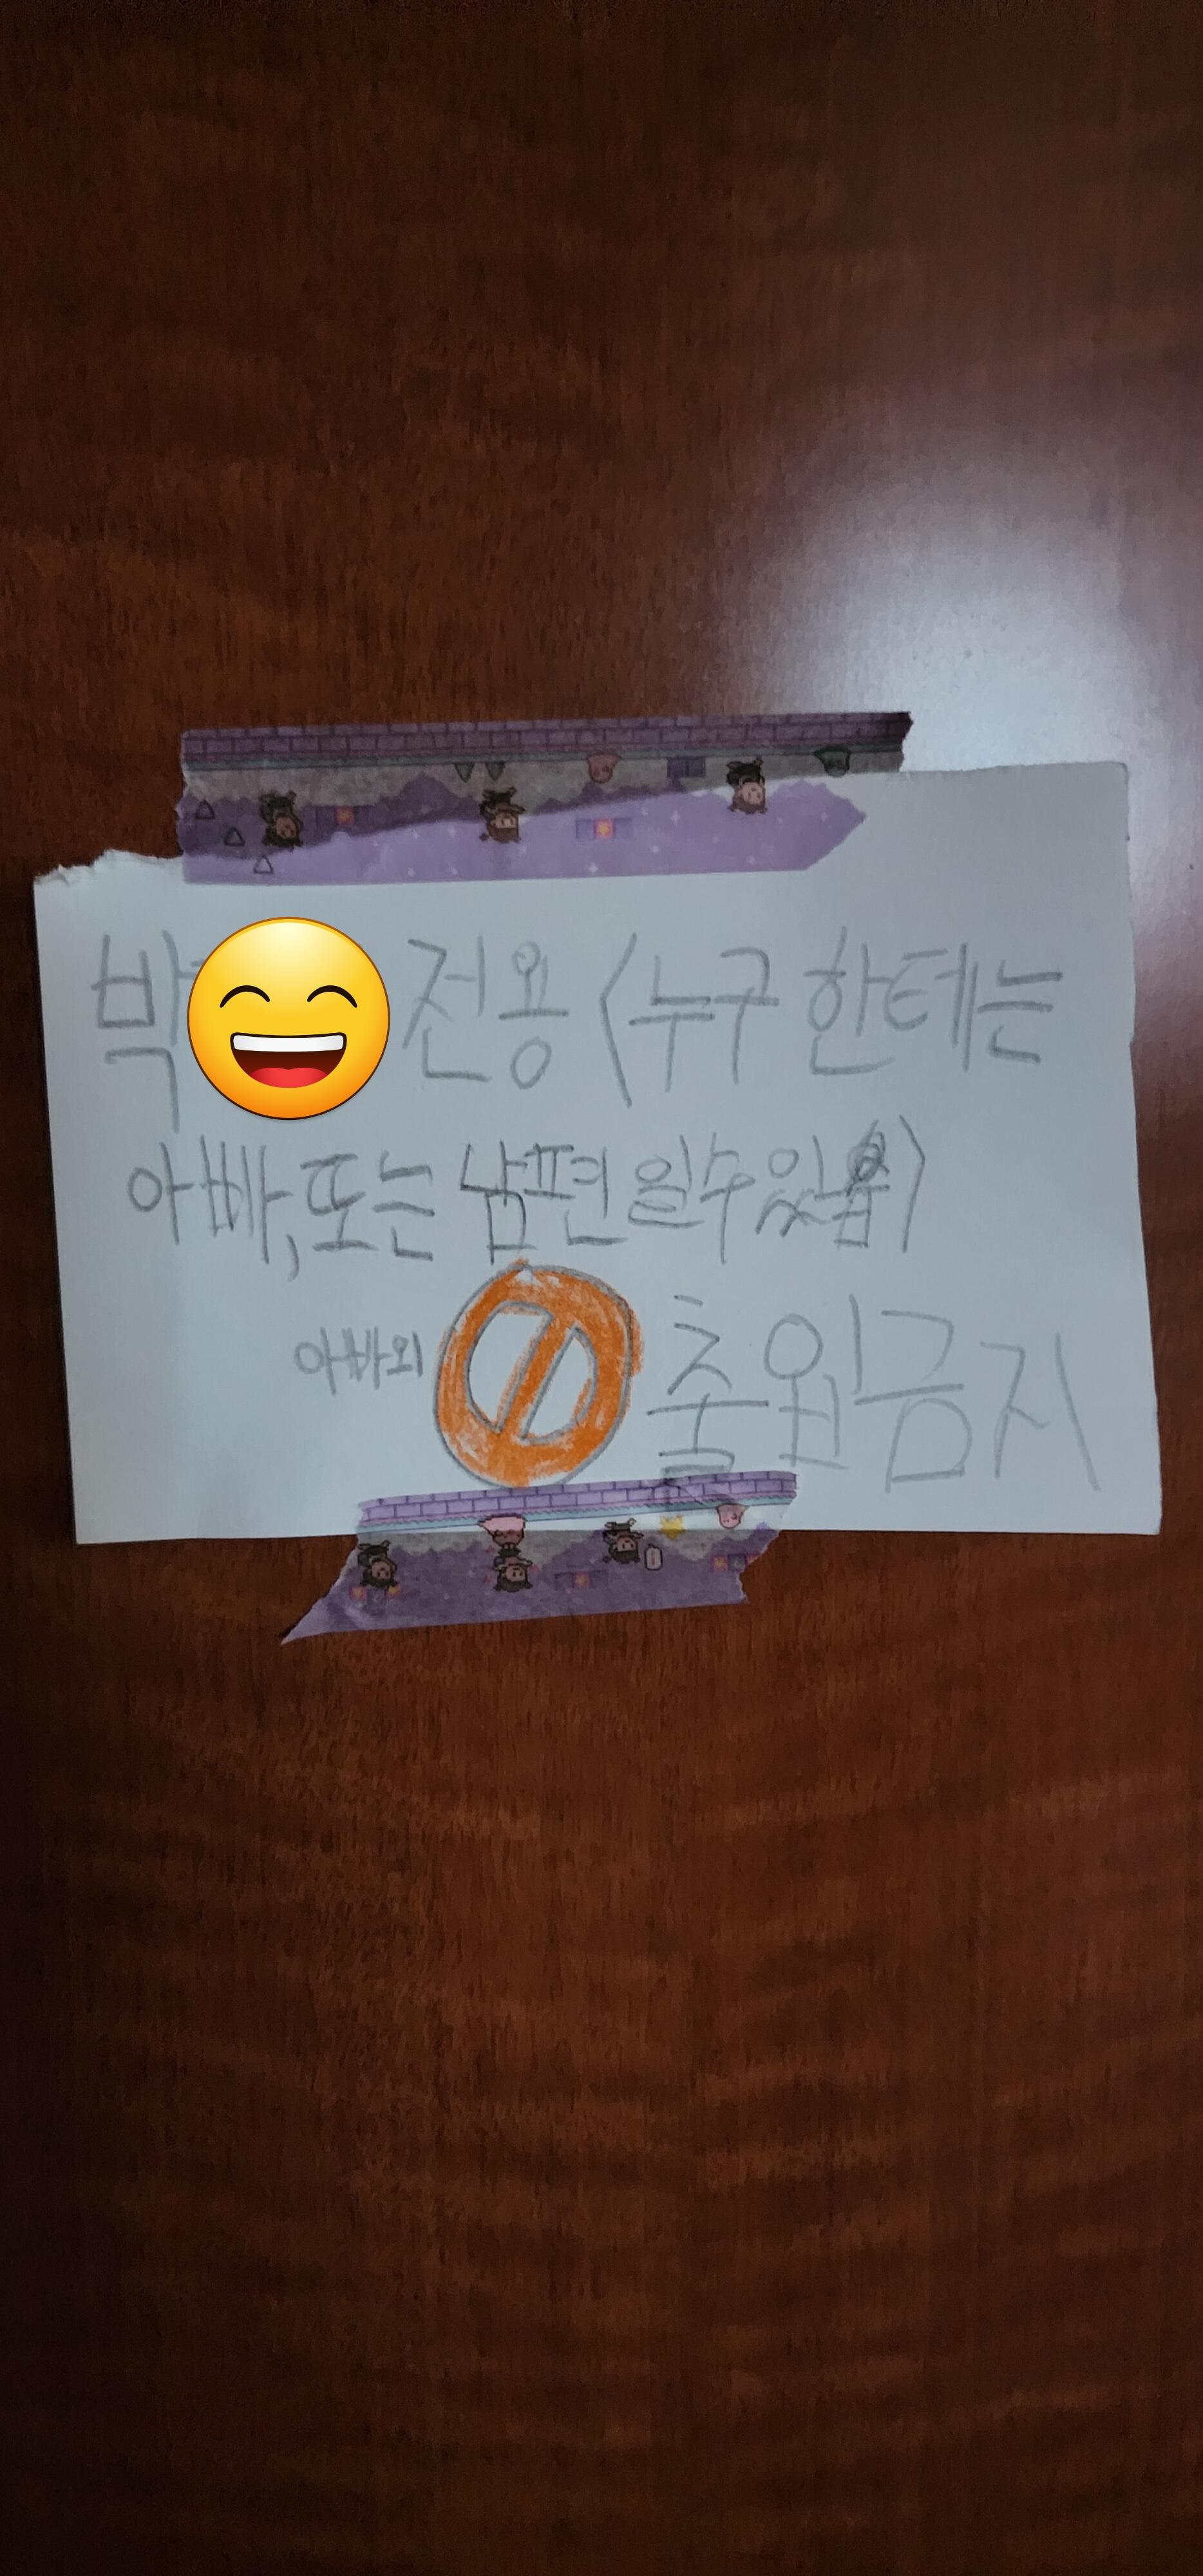 박 전용 <누구 한테는
아빠, 또는 남편 일수있음>
아빠외 출입금지